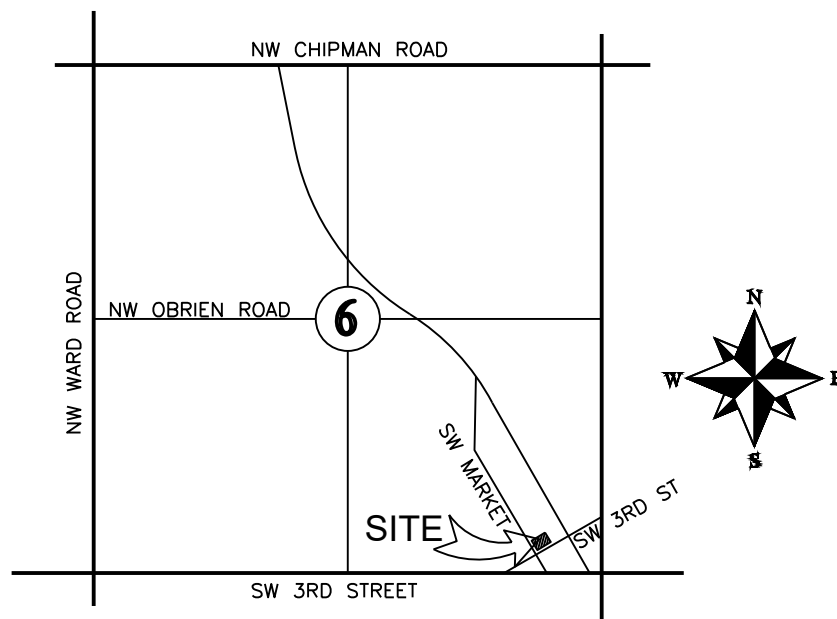 NW CHIPMAN ROAD
NW WARD ROAD
NW OBRIEN ROAD
6
N
W
E
S
SW MARKET
SITE
SW 3RD ST
SW 3RD STREET